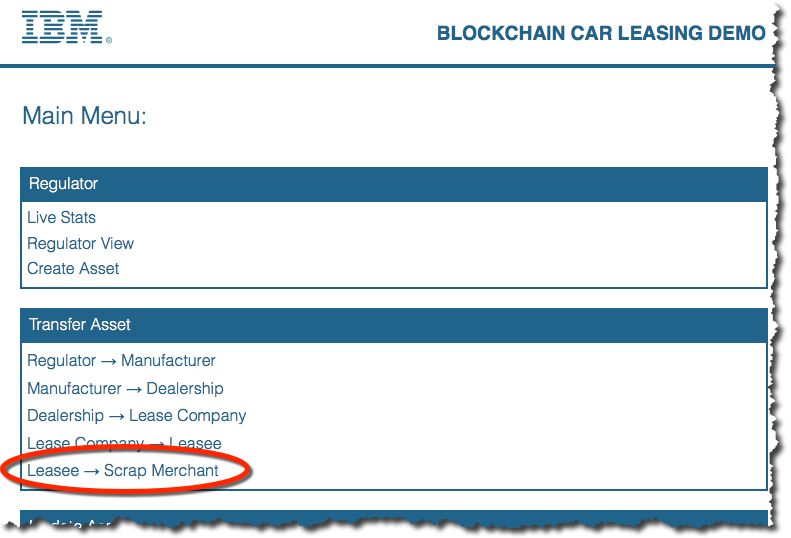 IBM®
BLOCKCHAIN CAR LEASING DEMO
Main Menu:
Regulator
Live Stats
Regulator View
Create Asset
Transfer Asset
Regulator → Manufacturer
Manufacturer → Dealership
Dealership → Lease Company
Lease Company → Leasee
Leasee → Scrap Merchant